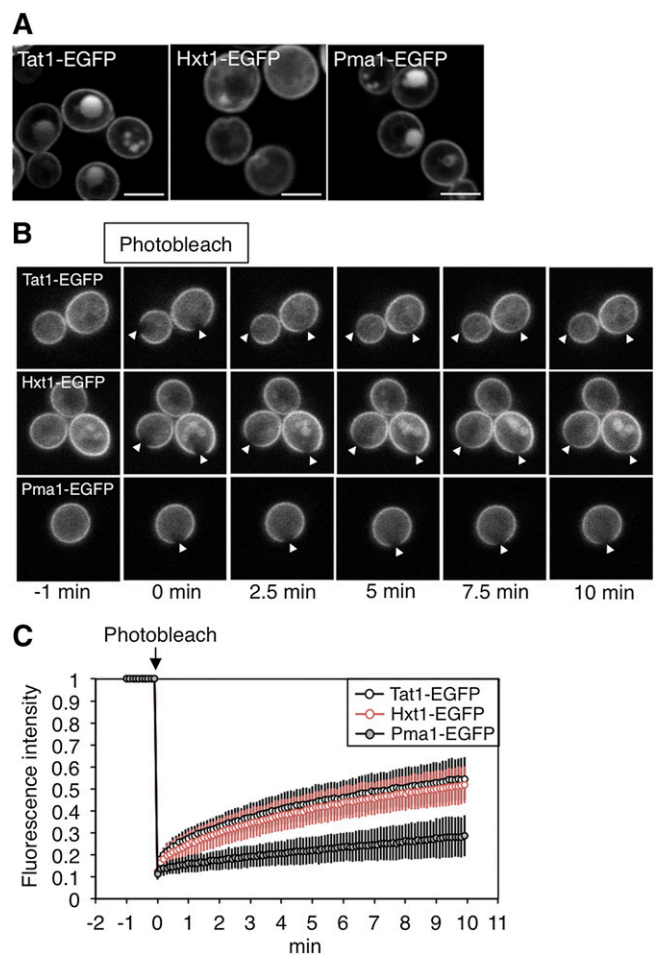 A
Tat1-EGFP Hxt1-EGFP Pma1-EGFP
B
Photobleach
Tat1-EGFP
Hxt1-EGFP
Pma1-EGFP
-1 min 0 min 2.5 min 5 min 7.5 min 10 min
C
Photobleach
Fluorescence intensity
1
0.9
0.8
0.7
0.6
0.5
0.4
0.3
0.2
0.1
0
Tat1-EGFP
Hxt1-EGFP
Pma1-EGFP
-2 -1 0 1 2 3 4 5 6 7 8 9 10 11
min